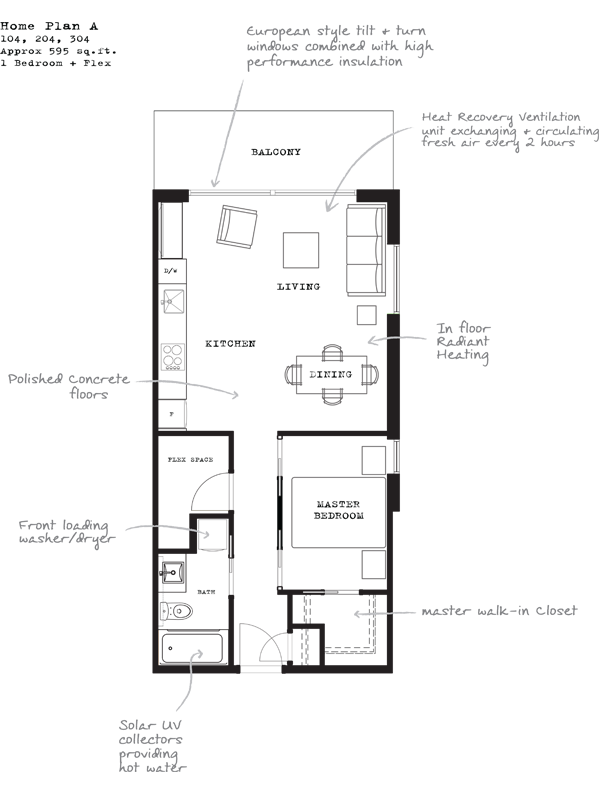 Home Plan A
104, 204, 304
Approx 595 sq.ft.
1 Bedroom + Flex
European style tilt + turn
windows combined with high
performance insulation
Heat Recovery Ventilation
unit exchanging + circulating
fresh air every 2 hours
BALCONY
D/W
LIVING
KITCHEN
In floor
Radiant
Heating
DINING
Polished Concrete
floors
F
FLEX SPACE
MASTER
BEDROOM
Front loading
washer/dryer
BATH
master walk-in Closet
Solar UV
collectors
providing
hot water